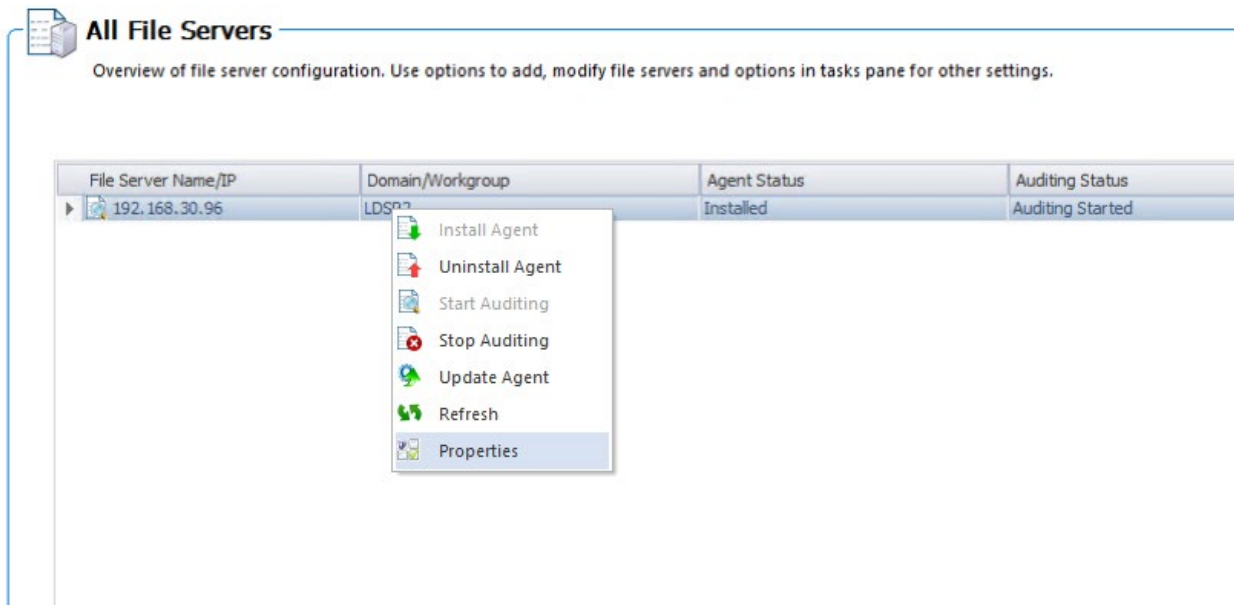 All File Servers
Overview of file server configuration. Use options to add, modify file servers and options in tasks pane for other settings.
File Server Name/IP Domain/Workgroup Agent Status Auditing Status
192.168.30.96 Installed Auditing Started
Install Agent
Uninstall Agent
Start Auditing
Stop Auditing
Update Agent
Refresh
Properties